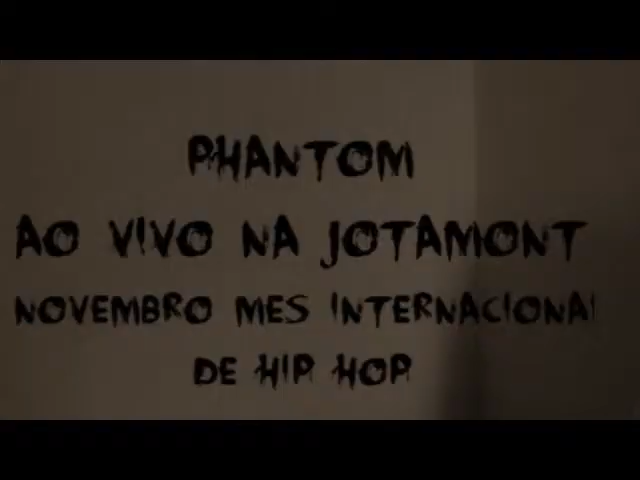 PHANTOM
AO VIVO NA JOTAMONT
NOVEMBRO MES INTERNACIONAL
DE HIP HOP